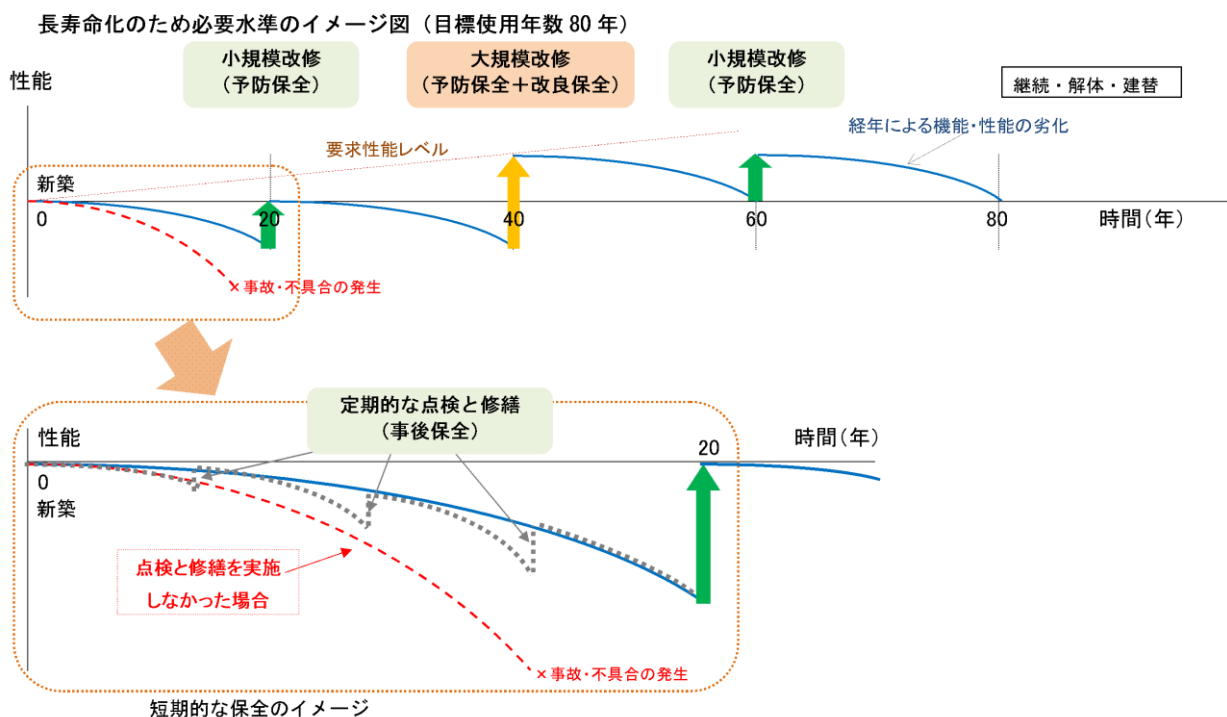 長寿命化のため必要水準のイメージ図（目標使用年数 80 年）
小規模改修
（予防保全）
大規模改修
（予防保全＋改良保全）
小規模改修
（予防保全）
性能
継続・解体・建替
経年による機能・性能の劣化
要求性能レベル
新築
0
20
40
60
80
時間（年）
×事故・不具合の発生
定期的な点検と修繕
（事後保全）
性能
20
時間（年）
0
新築
点検と修繕を実施
しなかった場合
×事故・不具合の発生
短期的な保全のイメージ